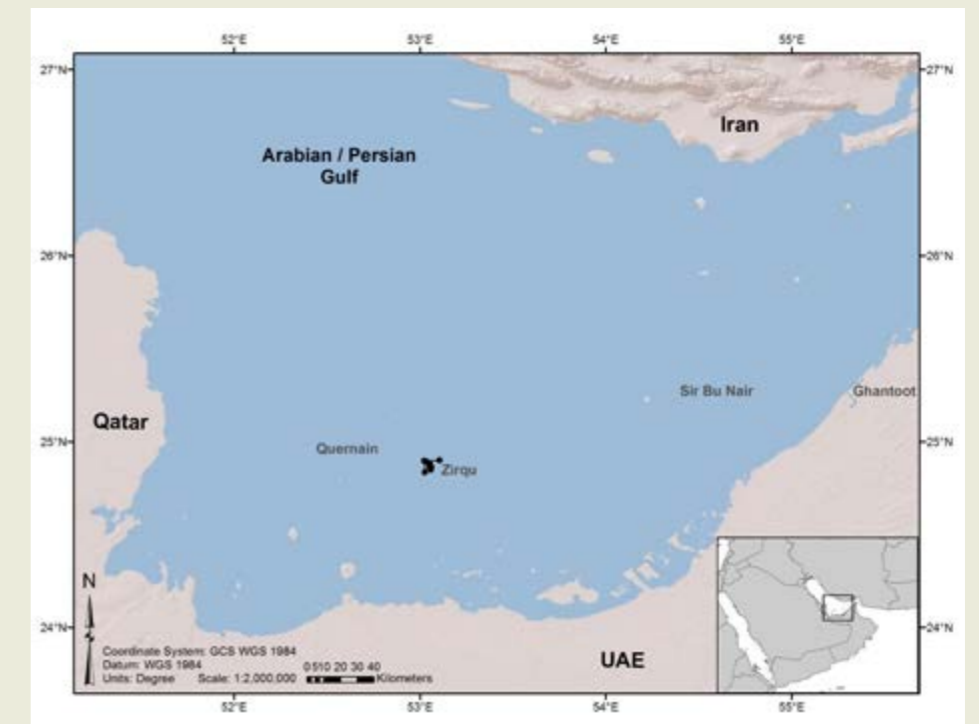 52°E 53°E 54°E 55°E
27°N 27°N
Iran
Arabian / Persian
Gulf
26°N 26°N
Sir Bu Nair
Ghantoot
Qatar
25°N 25°N
Quernain
Zirqu
N
24°N 24°N
Coordinate System: GCS WGS 1984
Datum: WGS 1984
Units: Degree Scale: 1:2,000,000
0 5 10 20 30 40
Kilometers
UAE
52°E 53°E 54°E 55°E